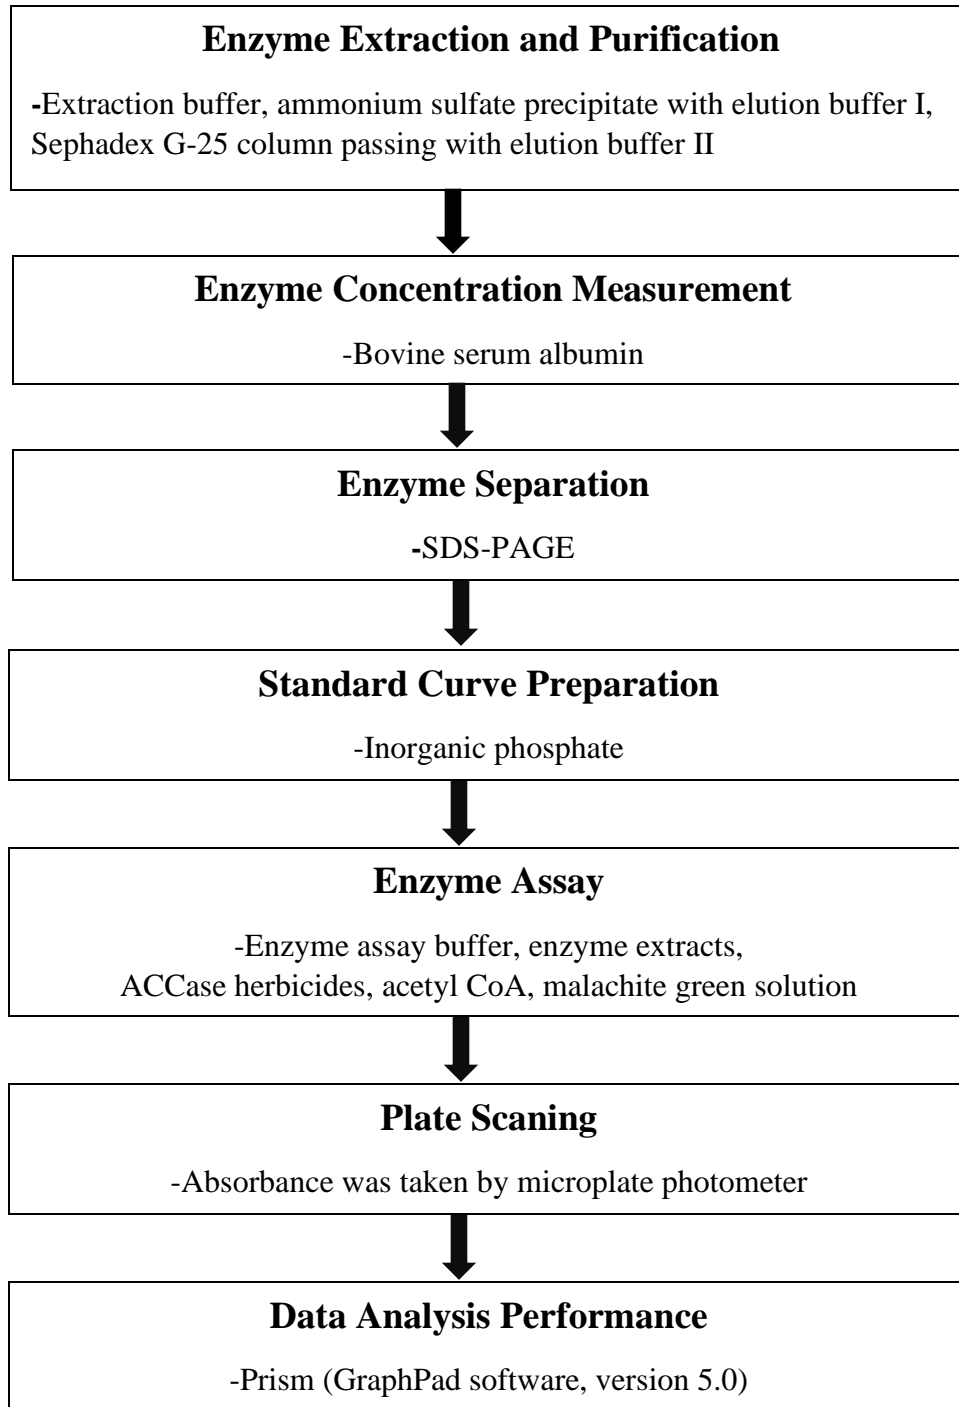 Enzyme Extraction and Purification
-Extraction buffer, ammonium sulfate precipitate with elution buffer I,
Sephadex G-25 column passing with elution buffer II
Enzyme Concentration Measurement
-Bovine serum albumin
Enzyme Separation
-SDS-PAGE
Standard Curve Preparation
-Inorganic phosphate
Enzyme Assay
-Enzyme assay buffer, enzyme extracts,
ACCase herbicides, acetyl CoA, malachite green solution
Plate Scaning
-Absorbance was taken by microplate photometer
Data Analysis Performance
-Prism (GraphPad software, version 5.0)